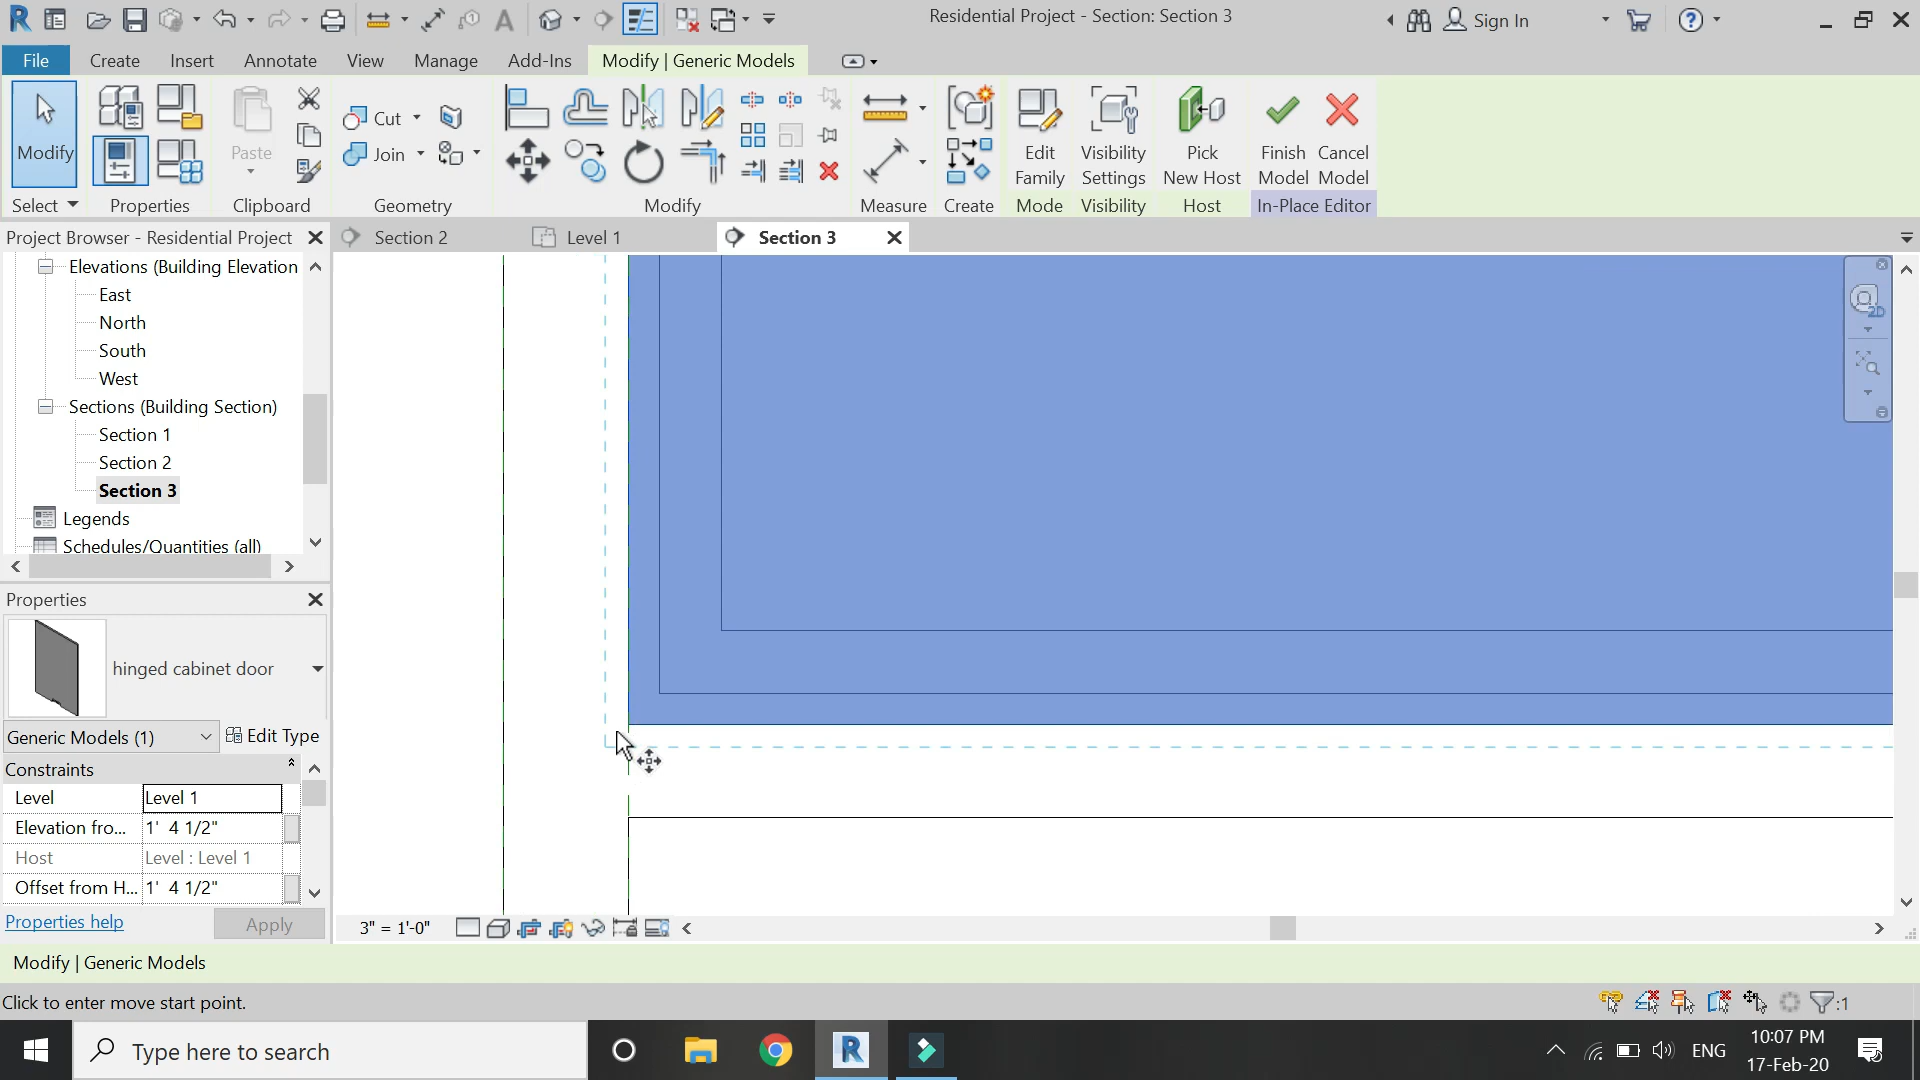 Residential Project - Section: Section 3
Sign In
File
Create
Insert
Annotate
View
Manage
Add-Ins
Modify | Generic Models
Modify
Paste
Cut
Join
Edit Family
Visibility Settings
Pick New Host
Finish Model
Cancel Model
Select
Properties
Clipboard
Geometry
Modify
Measure
Create
Mode
Visibility
Host
In-Place Editor
Project Browser - Residential Project
Section 2
Level 1
Section 3
Elevations (Building Elevation
East
North
South
West
Sections (Building Section)
Section 1
Section 2
Section 3
Legends
Schedules/Quantities (all)
Properties
hinged cabinet door
Generic Models (1)
Edit Type
Constraints
Level
Level 1
Elevation fro...
1' 4 1/2"
Host
Level : Level 1
Offset from H...
1' 4 1/2"
Properties help
Apply
3" = 1'-0"
2D
Modify | Generic Models
Click to enter move start point.
:1
Type here to search
ENG
10:07 PM
17-Feb-20